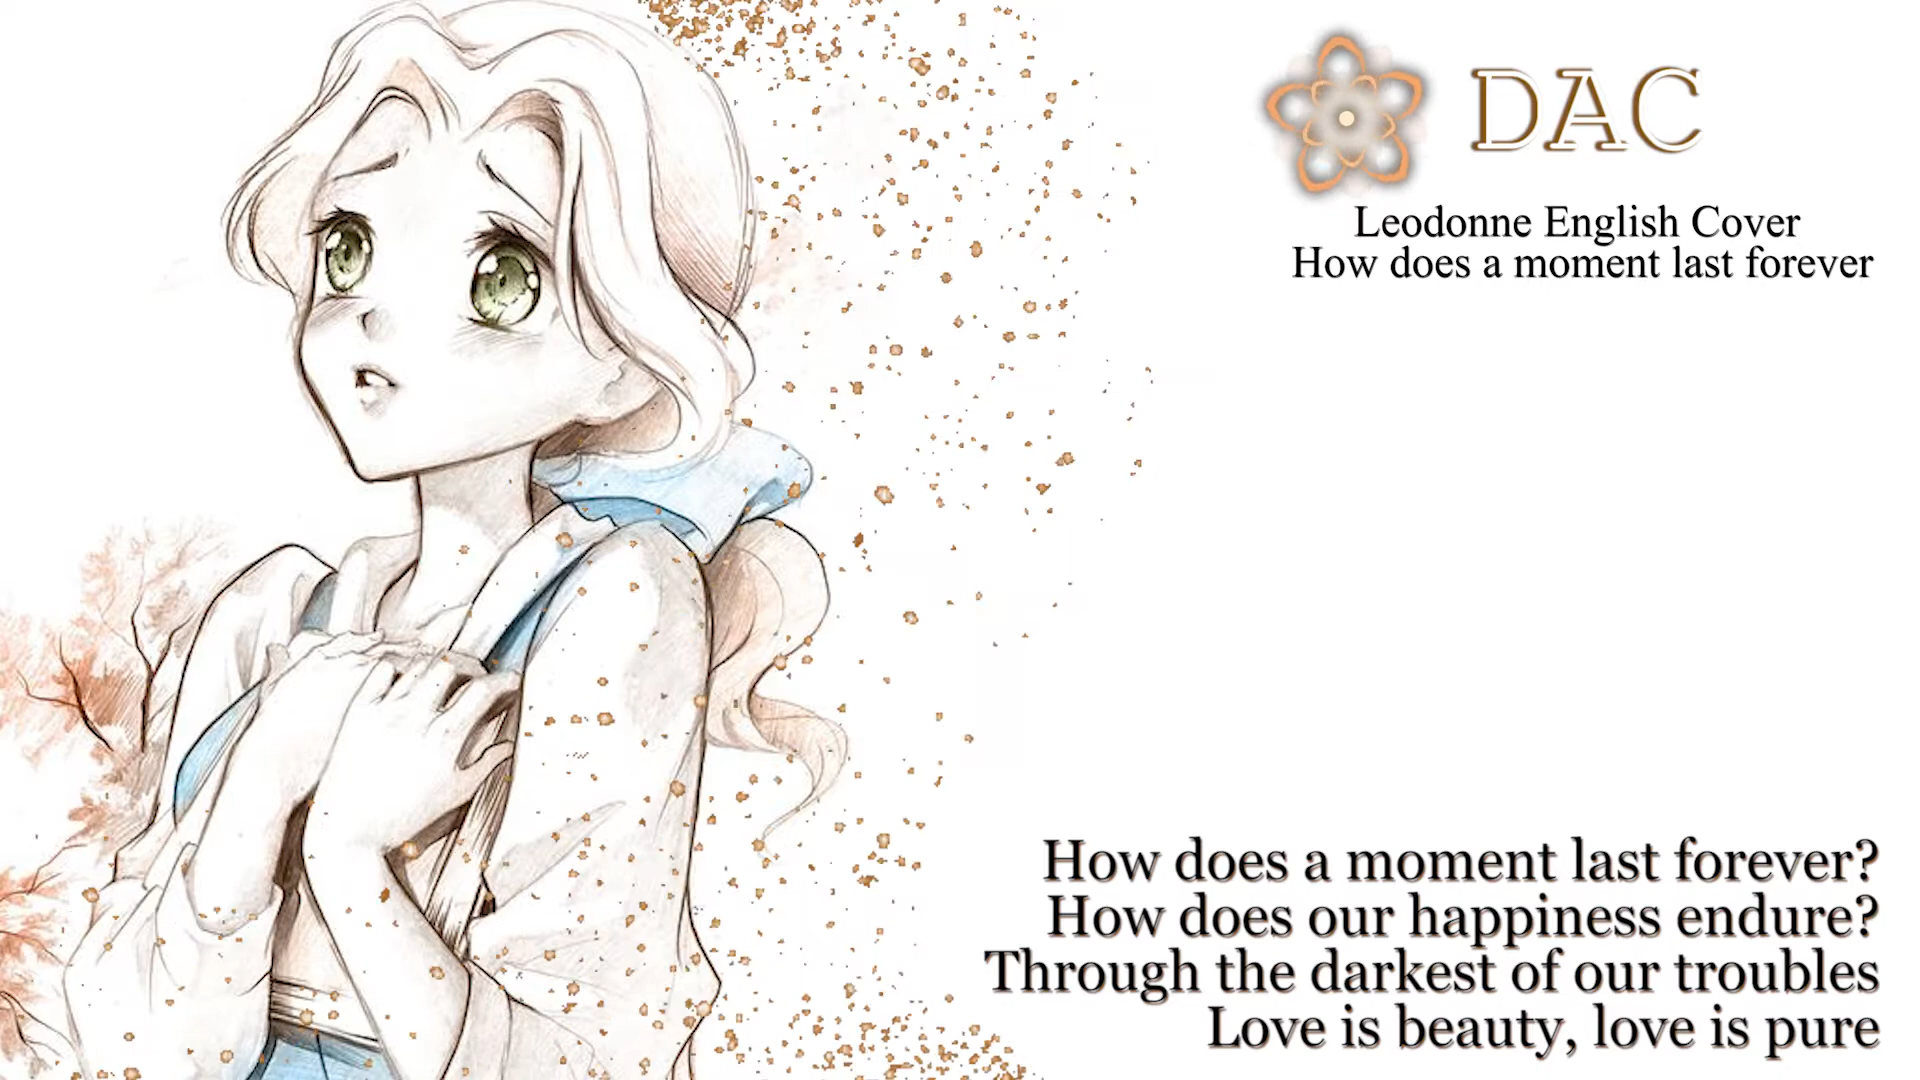 DAC
Leodonne English Cover
How does a moment last forever
How does a moment last forever?
How does our happiness endure?
Through the darkest of our troubles
Love is beauty, love is pure